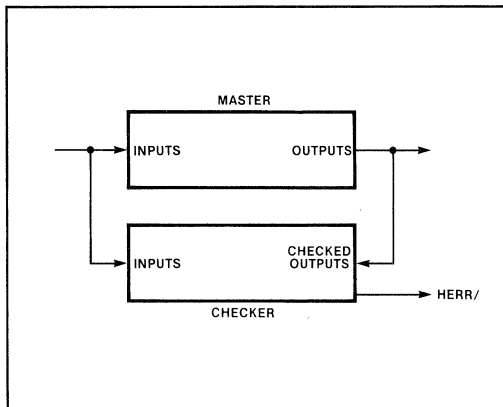 MASTER
INPUTS OUTPUTS
CHECKED
INPUTS OUTPUTS
HERR/
CHECKER